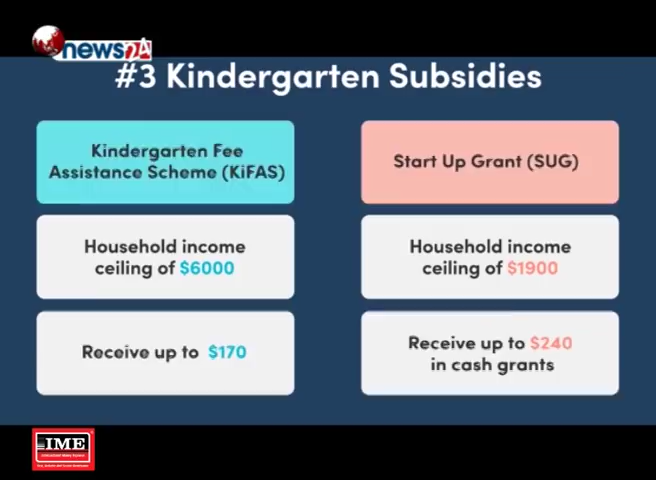 news24
#3 Kindergarten Subsidies
Kindergarten Fee
Assistance Scheme (KiFAS)
Start Up Grant (SUG)
Household income
ceiling of $6000
Household income
ceiling of $1900
Receive up to $170
Receive up to $240
in cash grants
IME